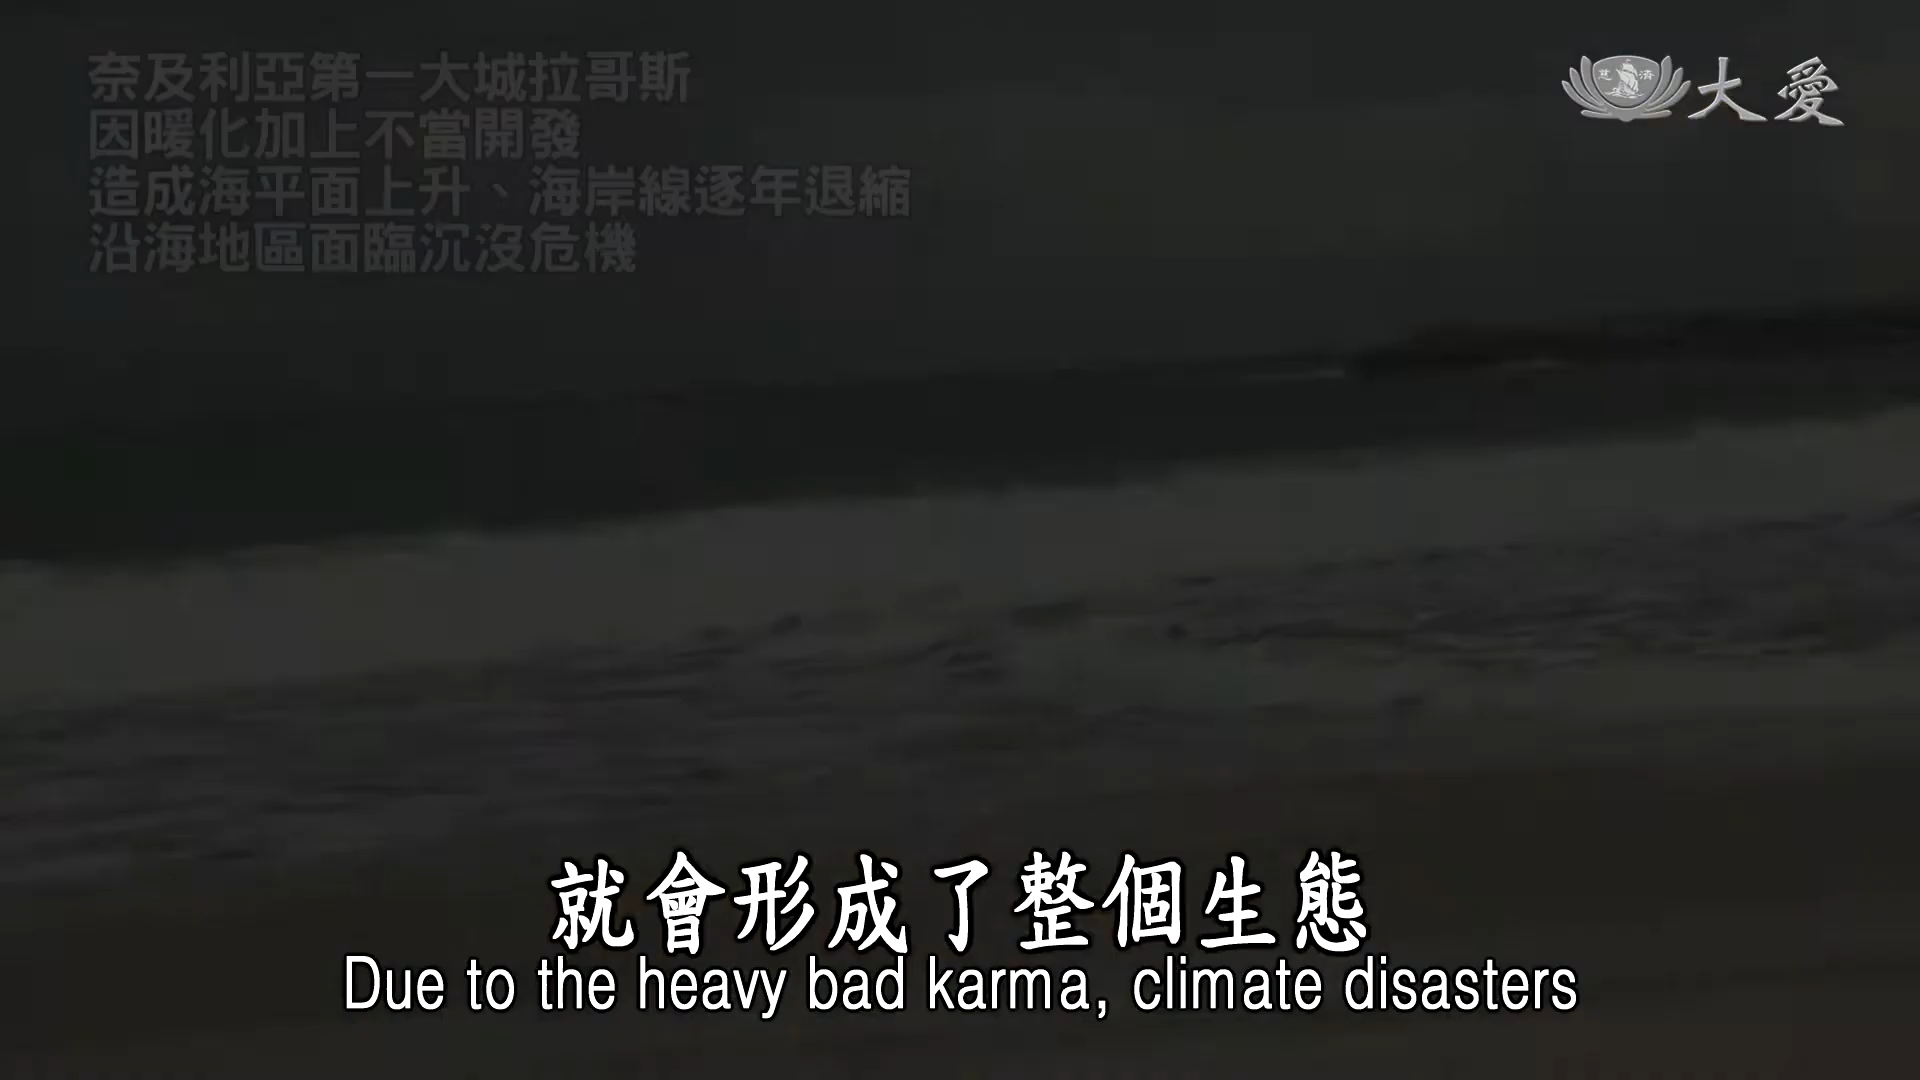 奈及利亞第一大城拉哥斯
因暖化加上不當開發
造成海平面上升、海岸線逐年退縮
沿海地區面臨沉沒危機
慈濟
大愛
就會形成了整個生態
Due to the heavy bad karma, climate disasters